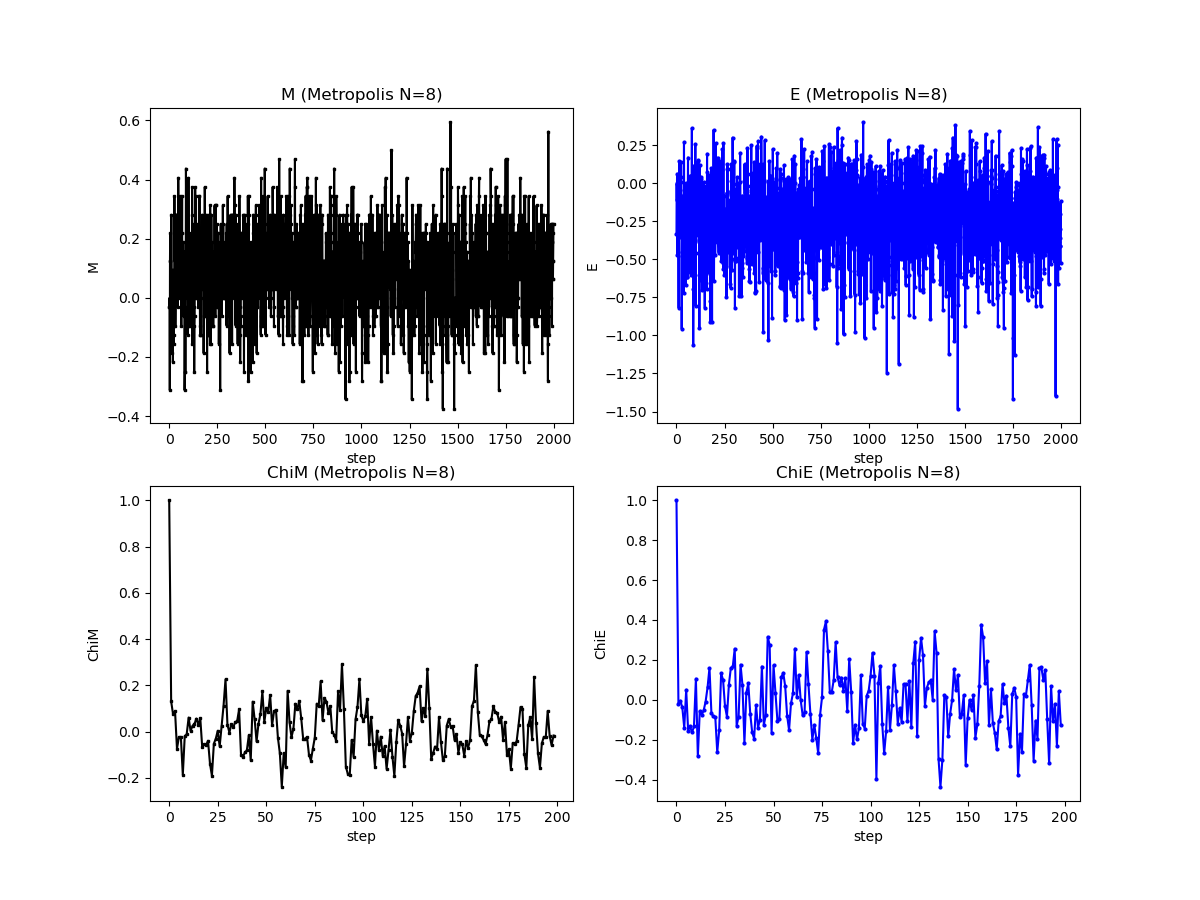 M (Metropolis N=8)
0.6
0.4
0.2
0.0
−0.2
−0.4
M
0 250 500 750 1000 1250 1500 1750 2000
step
E (Metropolis N=8)
0.25
0.00
−0.25
−0.50
−0.75
−1.00
−1.25
−1.50
E
0 250 500 750 1000 1250 1500 1750 2000
step
ChiM (Metropolis N=8)
1.0
0.8
0.6
0.4
0.2
0.0
−0.2
ChiM
0 25 50 75 100 125 150 175 200
step
ChiE (Metropolis N=8)
1.0
0.8
0.6
0.4
0.2
0.0
−0.2
−0.4
ChiE
0 25 50 75 100 125 150 175 200
step